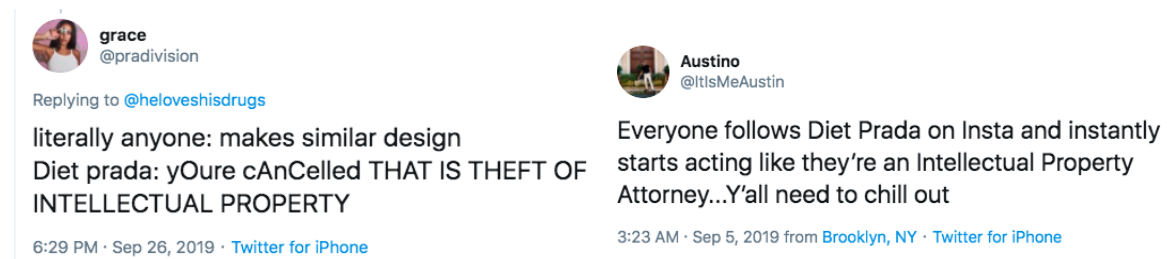 grace
@pradivision
Replying to @heloveshisdrugs
literally anyone: makes similar design
Diet prada: yOure cAnCelled THAT IS THEFT OF
INTELLECTUAL PROPERTY
6:29 PM · Sep 26, 2019 · Twitter for iPhone
Austino
@ItIsMeAustin
Everyone follows Diet Prada on Insta and instantly
starts acting like they’re an Intellectual Property
Attorney...Y’all need to chill out
3:23 AM · Sep 5, 2019 from Brooklyn, NY · Twitter for iPhone